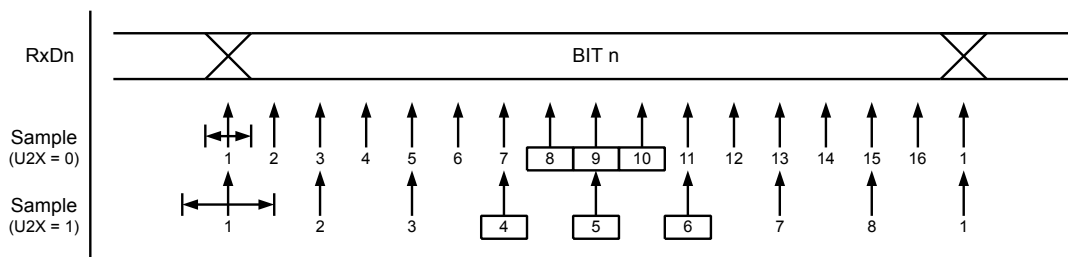 RxDn BIT n
Sample
(U2X = 0) 1 2 3 4 5 6 7 8 9 10 11 12 13 14 15 16 1
Sample
(U2X = 1) 1 2 3 4 5 6 7 8 1